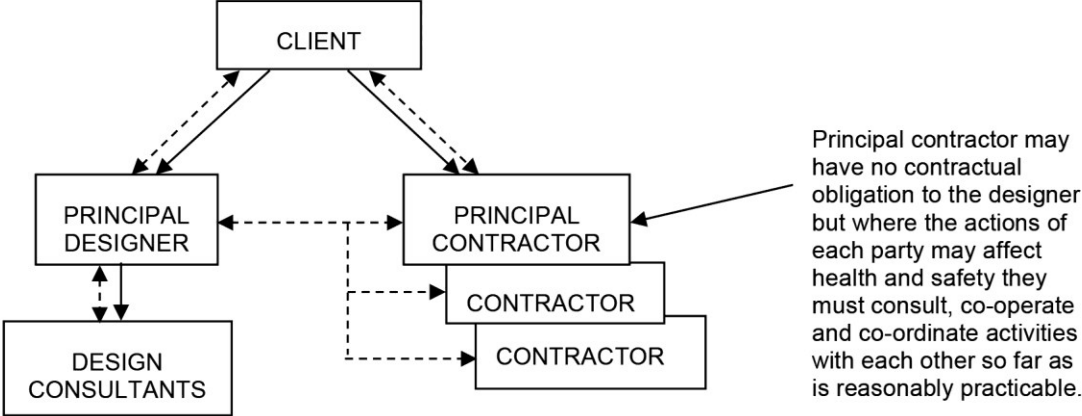 CLIENT
PRINCIPAL
DESIGNER
PRINCIPAL
CONTRACTOR
CONTRACTOR
CONTRACTOR
DESIGN
CONSULTANTS
Principal contractor may
have no contractual
obligation to the designer
but where the actions of
each party may affect
health and safety they
must consult, co-operate
and co-ordinate activities
with each other so far as
is reasonably practicable.